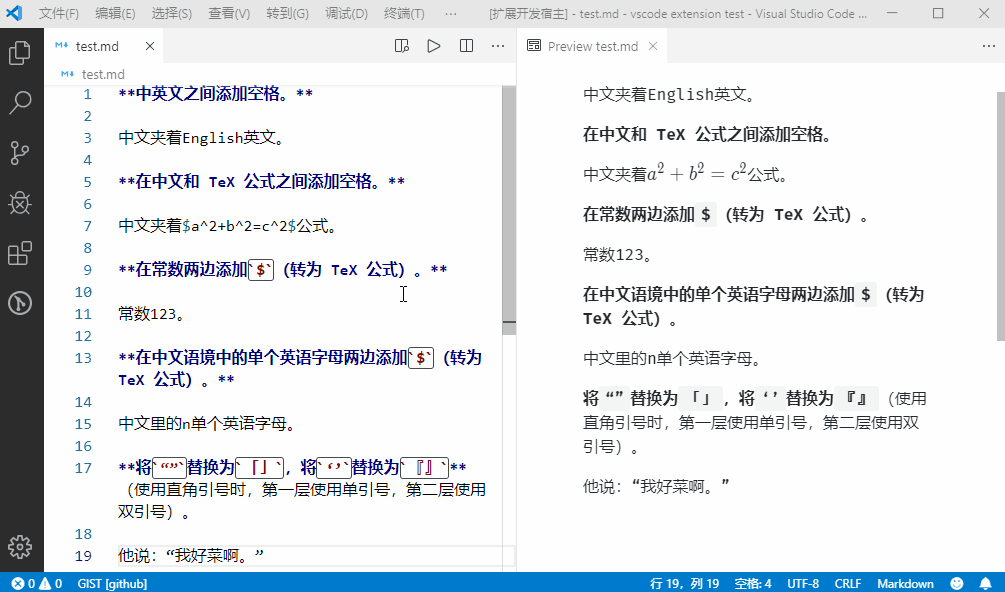 文件(F) 编辑(E) 选择(S) 查看(V) 转到(G) 调试(D) 终端(T) ··· [扩展开发宿主] - test.md - vscode extension test - Visual Studio Code ...
test.md
Preview test.md
test.md
1 **中英文之间添加空格。**
2
3 中文夹着English英文。
4
5 **在中文和 TeX 公式之间添加空格。**
6
7 中文夹着$a^2+b^2=c^2$公式。
8
9 **在常数两边添加`$`（转为 TeX 公式）。**
10
11 常数123。
12
13 **在中文语境中的单个英语字母两边添加`$`（转为
TeX 公式）。**
14
15 中文里的n单个英语字母。
16
17 **将`“”`替换为`「」`，将`‘’`替换为`『』`**
（使用直角引号时，第一层使用单引号，第二层使用
双引号）。
18
19 他说：“我好菜啊。”
中文夹着English英文。
在中文和 TeX 公式之间添加空格。
中文夹着a²+b²=c²公式。
在常数两边添加 $ （转为 TeX 公式）。
常数123。
在中文语境中的单个英语字母两边添加 $ （转为
TeX 公式）。
中文里的n单个英语字母。
将 “” 替换为 「」 ，将 ‘’ 替换为 『』 （使用
直角引号时，第一层使用单引号，第二层使用双
引号）。
他说：“我好菜啊。”
0 0 GIST [github] 行 19，列 19 空格: 4 UTF-8 CRLF Markdown